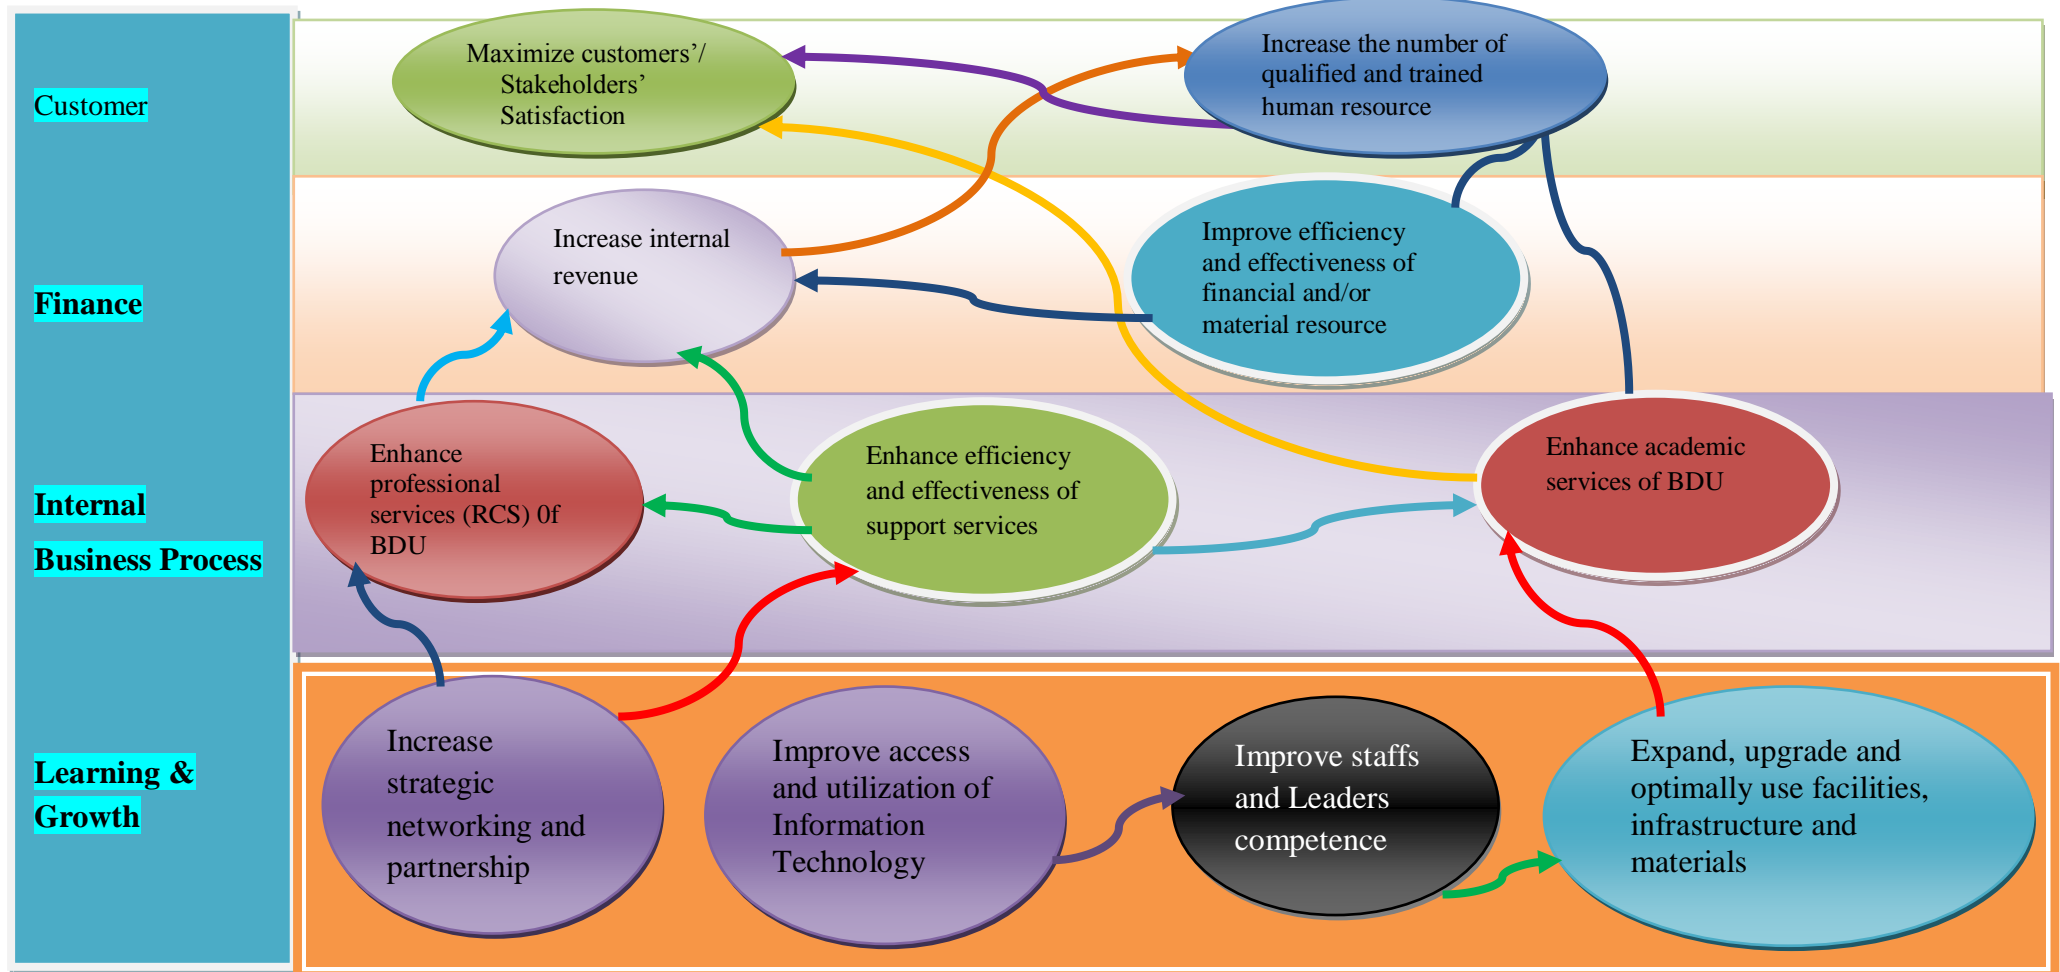 Customer
Maximize customers’/
Stakeholders’
Satisfaction
Increase the number of
qualified and trained
human resource
Finance
Increase internal
revenue
Improve efficiency
and effectiveness of
financial and/or
material resource
Internal
Business Process
Enhance
professional
services (RCS) 0f
BDU
Enhance efficiency
and effectiveness of
support services
Enhance academic
services of BDU
Learning &
Growth
Increase
strategic
networking and
partnership
Improve access
and utilization of
Information
Technology
Improve staffs
and Leaders
competence
Expand, upgrade and
optimally use facilities,
infrastructure and
materials